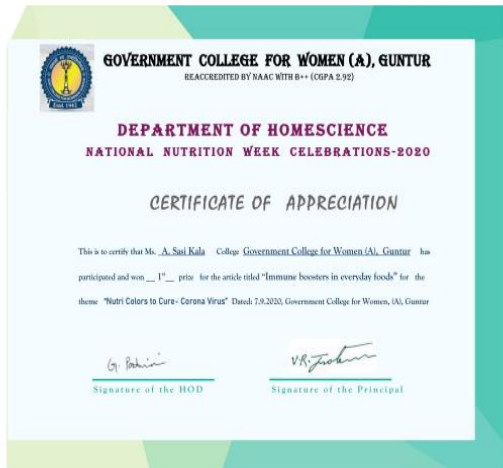 GOVERNMENT COLLEGE FOR WOMEN (A), GUNTUR
REACCREDITED BY NAAC WITH B++ (CGPA 2.92)
DEPARTMENT OF HOMESCIENCE
NATIONAL NUTRITION WEEK CELEBRATIONS-2020
CERTIFICATE OF APPRECIATION
This is to certify that Ms. A. Sasi Kala College Government College for Women (A), Guntur has
participated and won __ 1"__ prize for the article titled "Immune boosters in everyday foods" for the
theme "Nutri Colors to Cure- Corona Virus" Dated: 7.9.2020, Government College for Women, (A), Guntur
Signature of the HOD
Signature of the Principal